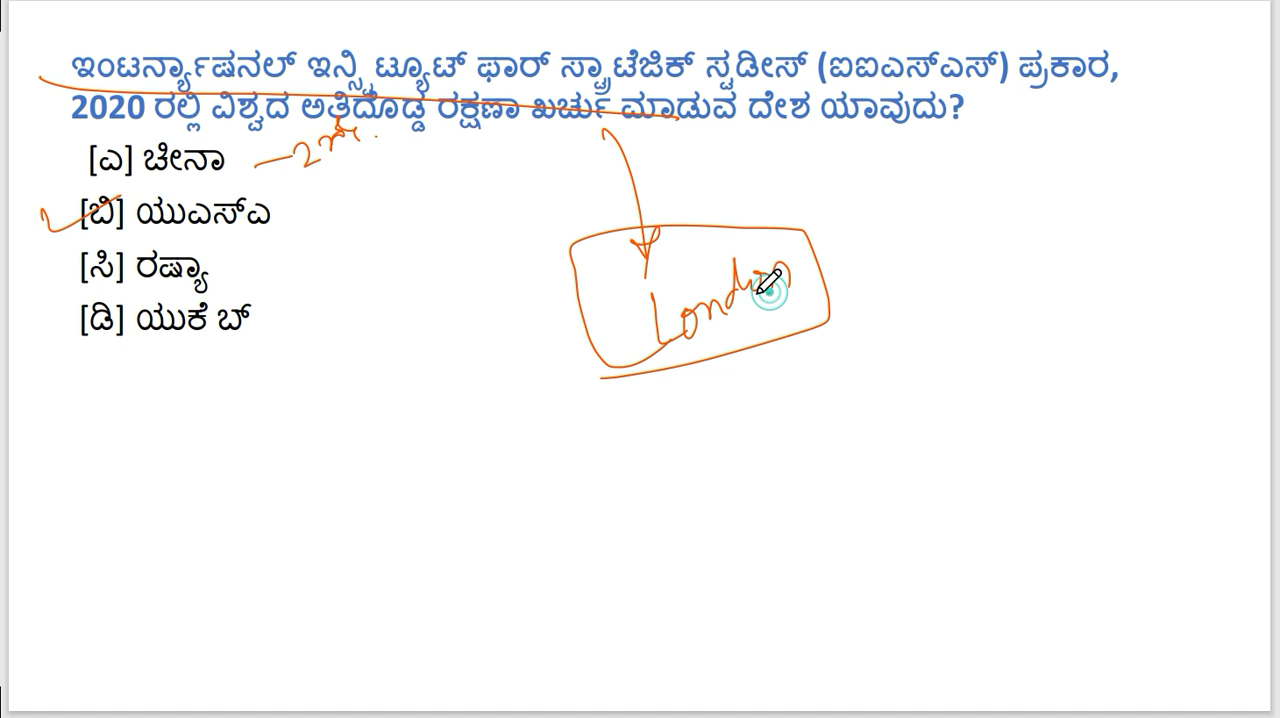 ಇಂಟರ್ನ್ಯಾಷನಲ್ ಇನ್ಸ್ಟಿಟ್ಯೂಟ್ ಫಾರ್ ಸ್ಟ್ರಾಟೆಜಿಕ್ ಸ್ಟಡೀಸ್ (ಐಐಎಸ್ಎಸ್) ಪ್ರಕಾರ,
2020 ರಲ್ಲಿ ವಿಶ್ವದ ಅತಿದೊಡ್ಡ ರಕ್ಷಣಾ ಖರ್ಚು ಮಾಡುವ ದೇಶ ಯಾವುದು?
[ಎ] ಚೀನಾ
[ಬಿ] ಯುಎಸ್ಎ
[ಸಿ] ರಷ್ಯಾ
[ಡಿ] ಯುಕೆ ಬ್
London